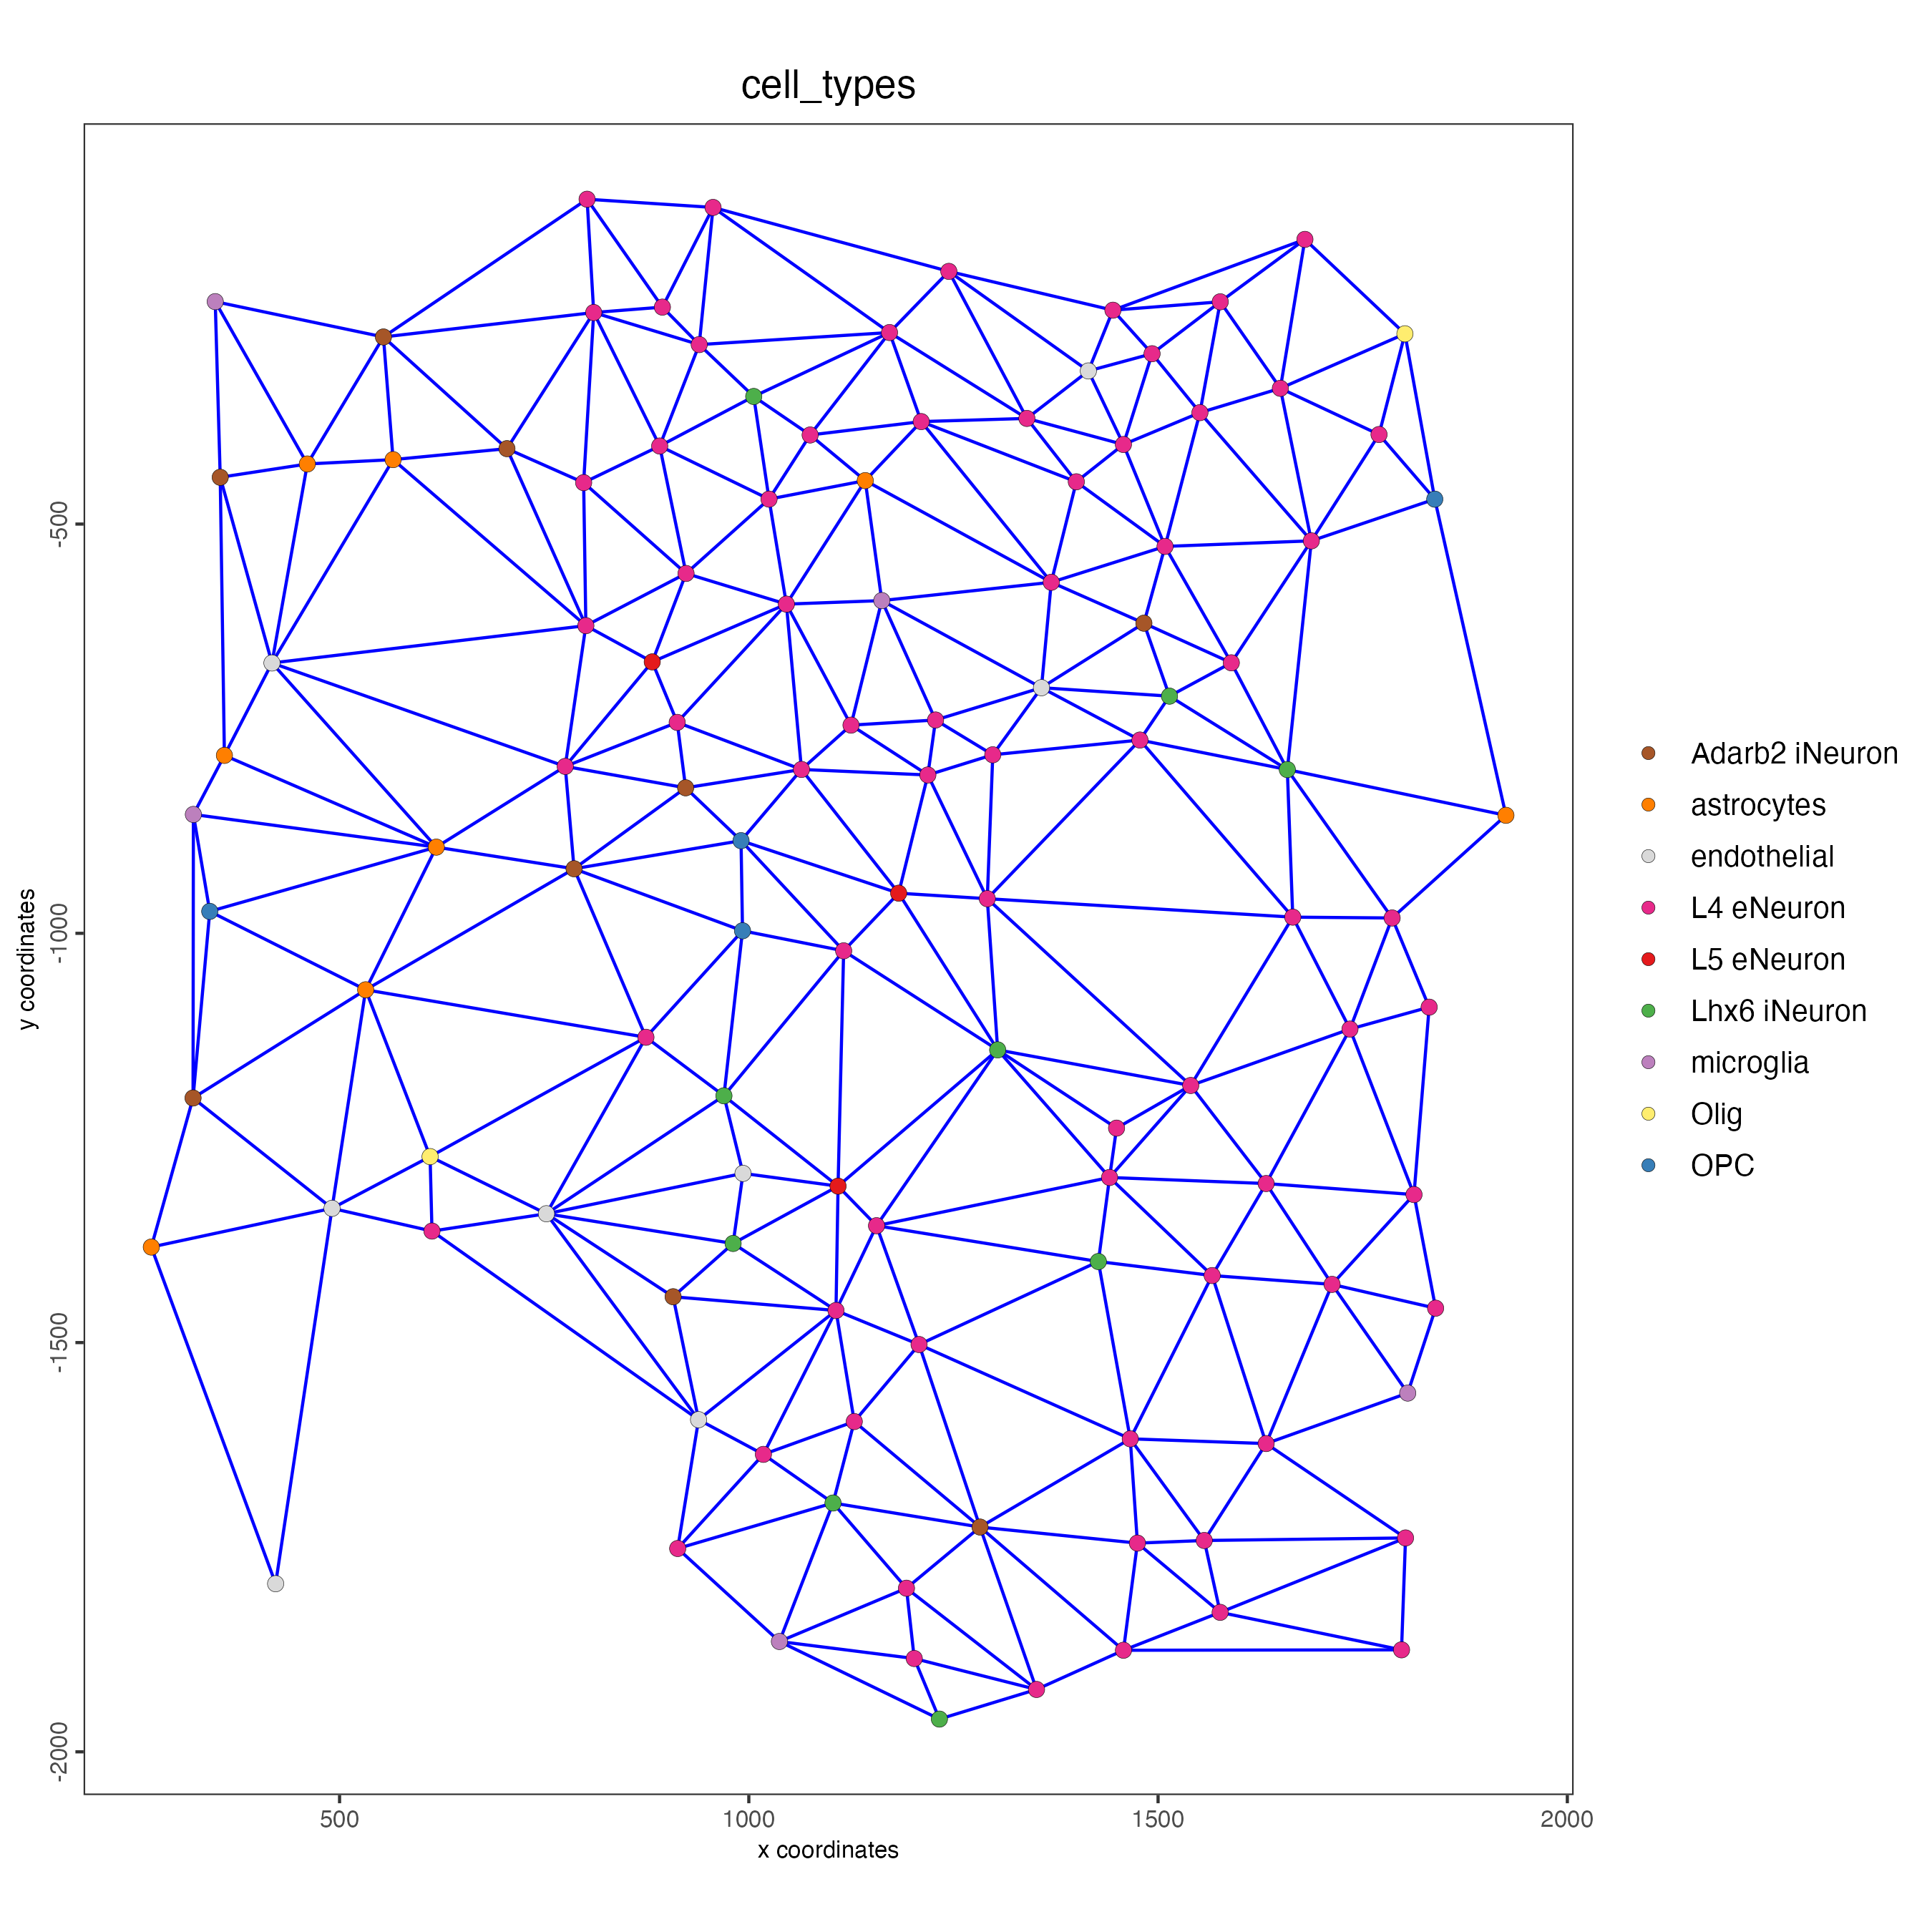 cell_types
-500
-1000
-1500
-2000
y coordinates
500
1000
1500
2000
x coordinates
Adarb2 iNeuron
astrocytes
endothelial
L4 eNeuron
L5 eNeuron
Lhx6 iNeuron
microglia
Olig
OPC